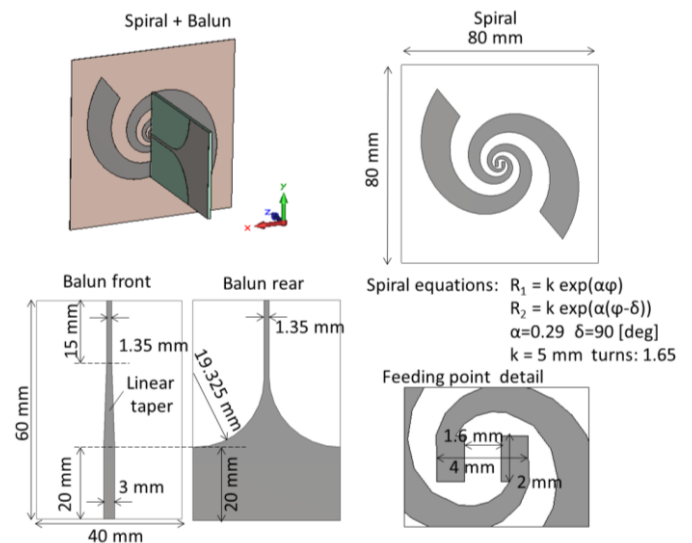 Spiral + Balun
Spiral
80 mm
80 mm
y
z
x
Balun front
Balun rear
15 mm
1.35 mm
Linear
taper
60 mm
20 mm
3 mm
40 mm
1.35 mm
19.325 mm
20 mm
Spiral equations: R₁ = k exp(αφ)
R₂ = k exp(α(φ-δ))
α=0.29 δ=90 [deg]
k = 5 mm turns: 1.65
Feeding point detail
1.6 mm
4 mm
2 mm